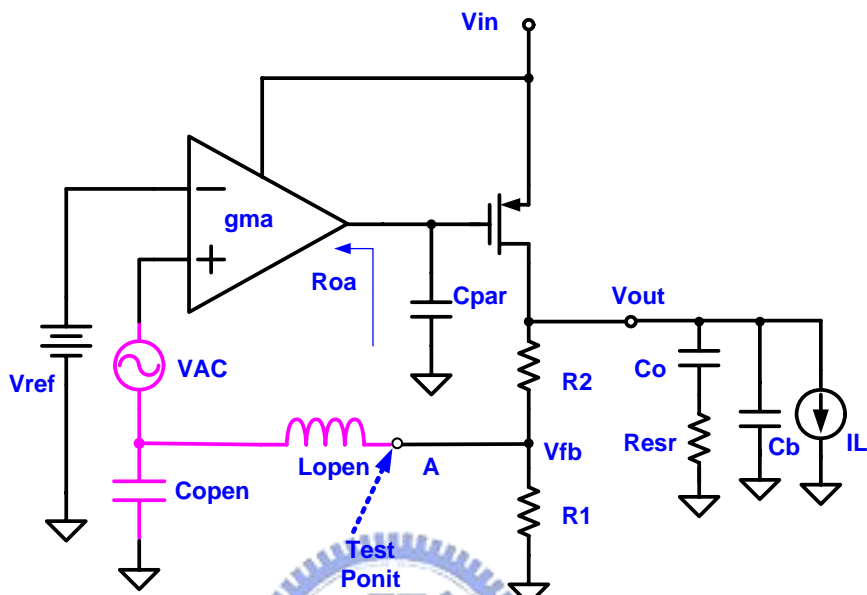 Vin
gma
Roa
Cpar
Vout
Vref
VAC
R2
Co
Lopen
A
Vfb
Resr
Cb
IL
Copen
R1
Test
Ponit